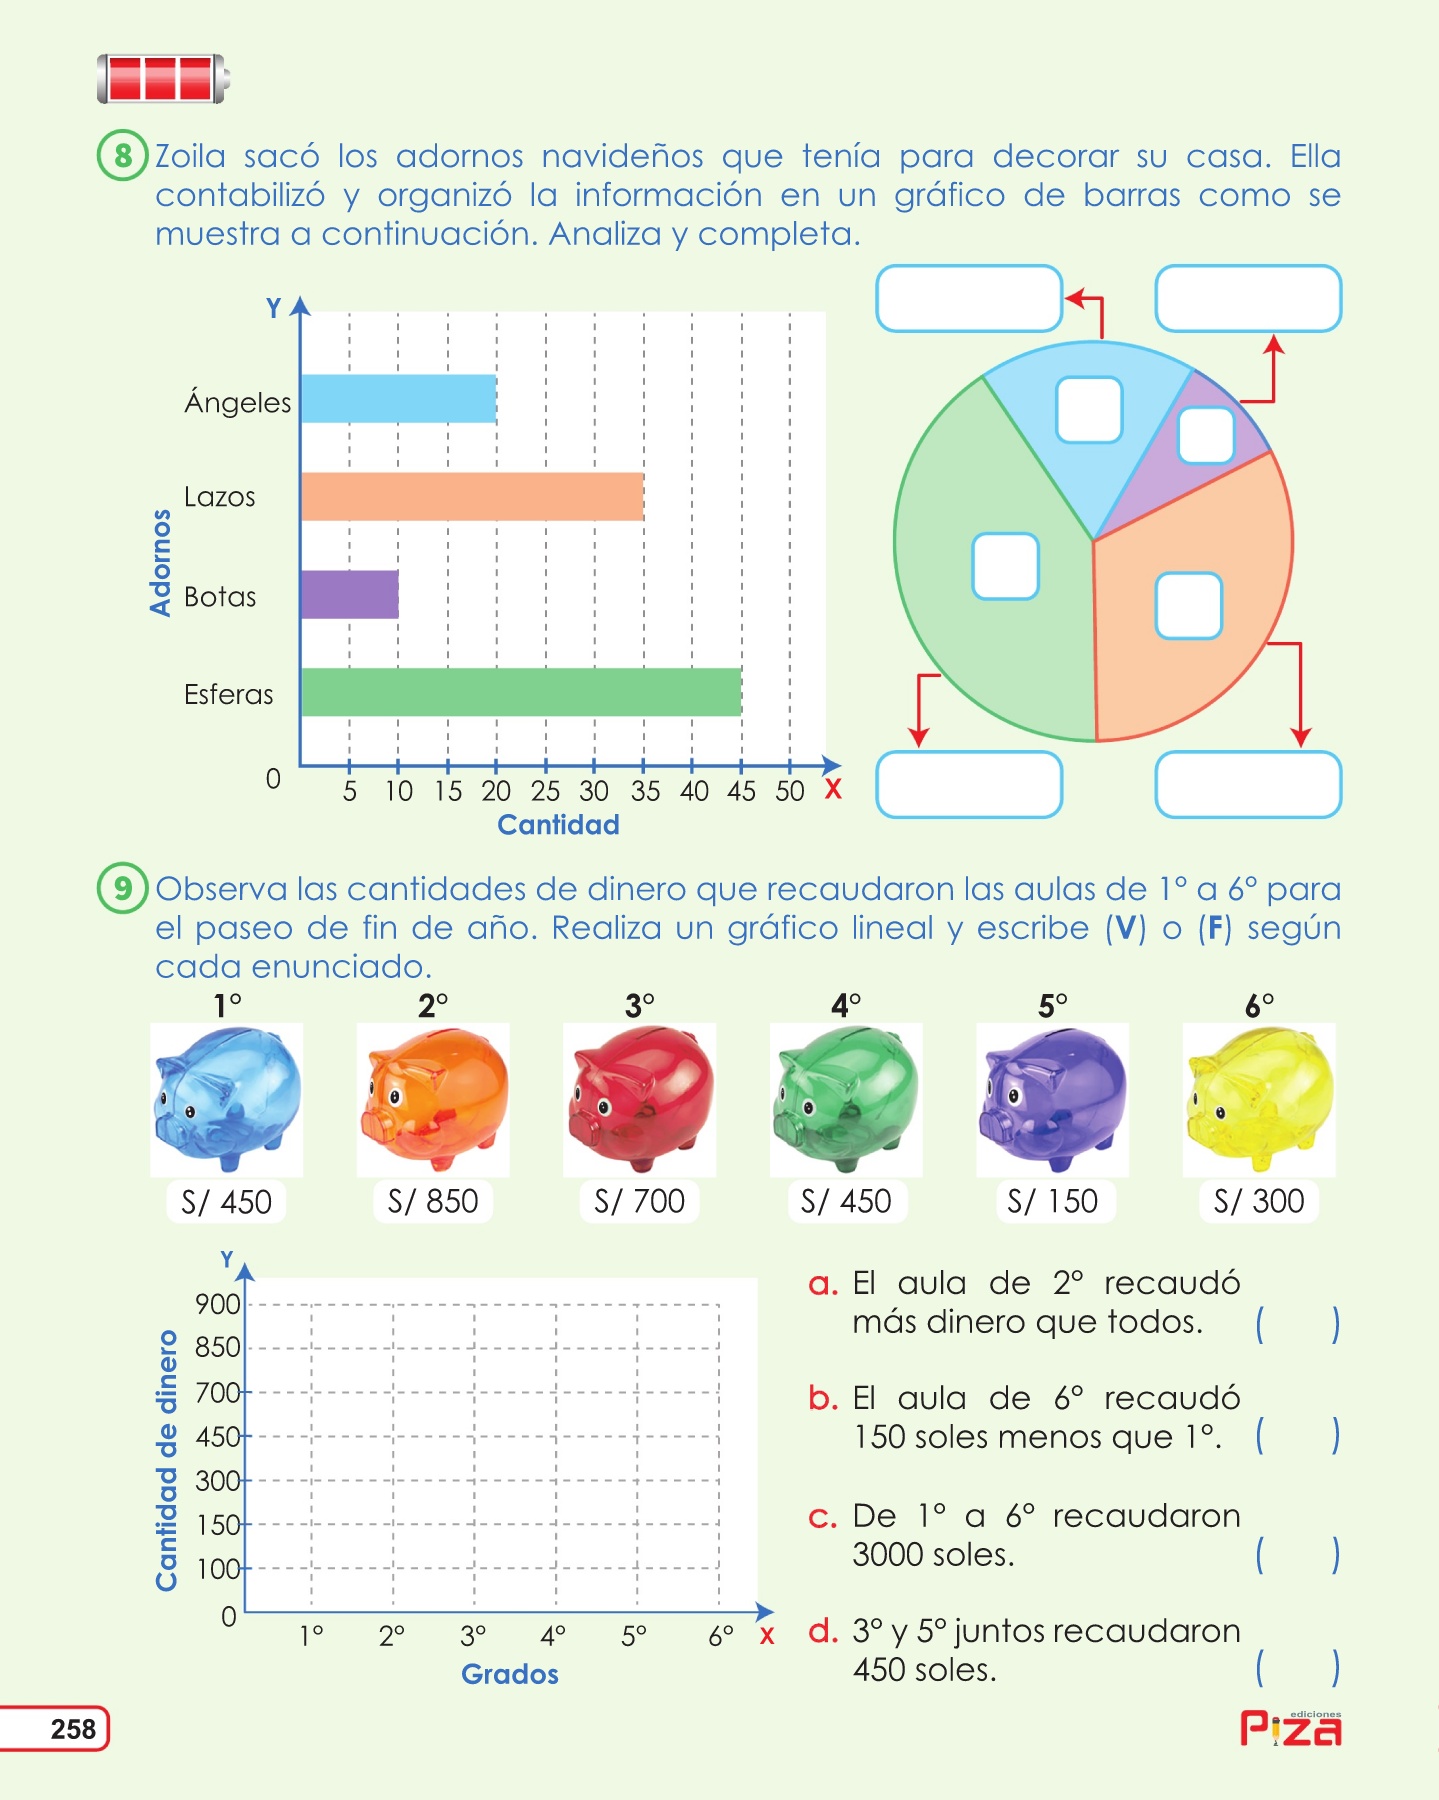 8 Zoila sacó los adornos navideños que tenía para decorar su casa. Ella
contabilizó y organizó la información en un gráfico de barras como se
muestra a continuación. Analiza y completa.
Y
Ángeles
Lazos
Botas
Esferas
Adornos
0
5 10 15 20 25 30 35 40 45 50 X
Cantidad
9 Observa las cantidades de dinero que recaudaron las aulas de 1° a 6° para
el paseo de fin de año. Realiza un gráfico lineal y escribe (V) o (F) según
cada enunciado.
1° 2° 3° 4° 5° 6°
S/ 450 S/ 850 S/ 700 S/ 450 S/ 150 S/ 300
Y
900
850
700
450
300
150
100
0
Cantidad de dinero
1° 2° 3° 4° 5° 6° X
Grados
a. El aula de 2° recaudó
más dinero que todos. ( )
b. El aula de 6° recaudó
150 soles menos que 1°. ( )
c. De 1° a 6° recaudaron
3000 soles. ( )
d. 3° y 5° juntos recaudaron
450 soles. ( )
258
ediciones
Piza